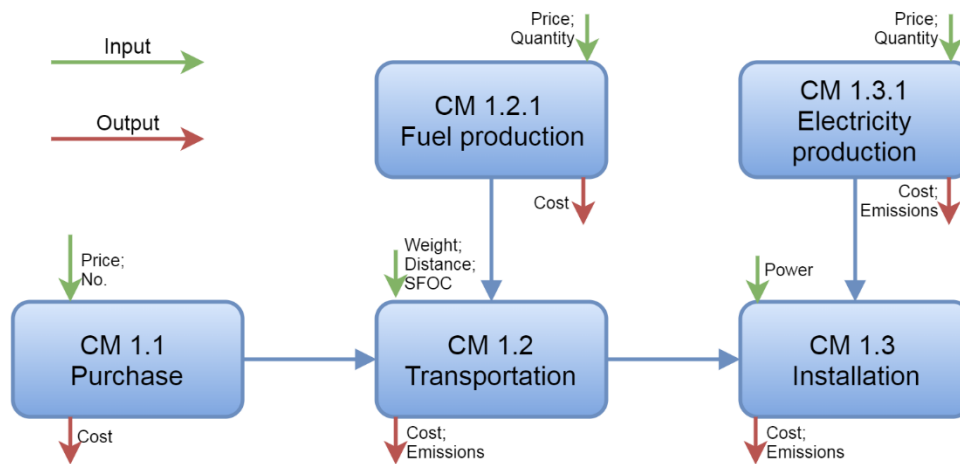 Input
Output
Price;
Quantity
CM 1.2.1
Fuel production
Cost
Price;
Quantity
CM 1.3.1
Electricity
production
Cost;
Emissions
Price;
No.
CM 1.1
Purchase
Cost
Weight;
Distance;
SFOC
CM 1.2
Transportation
Cost;
Emissions
Power
CM 1.3
Installation
Cost;
Emissions